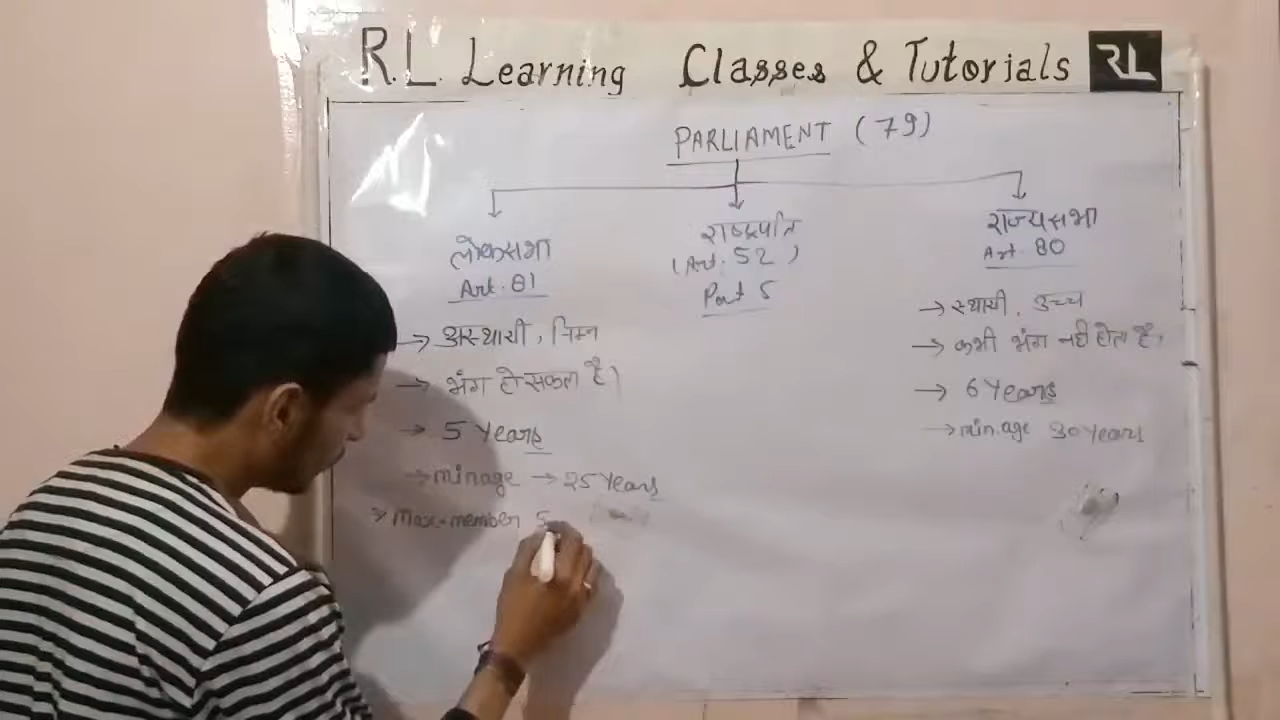 R.L. Learning Classes & Tutorials RL
PARLIAMENT (79)
लोकसभा
Art. 81
राष्ट्रपति
(Art. 52)
Part 5
राज्यसभा
Art. 80
→ अस्थायी, निम्न
→ भंग हो सकता है।
→ 5 Years
→ min age → 25 Years
→ Max-member 5
→ स्थायी, उच्च
→ कभी भंग नही होता है।
→ 6 Years
→ min. age 30 Years